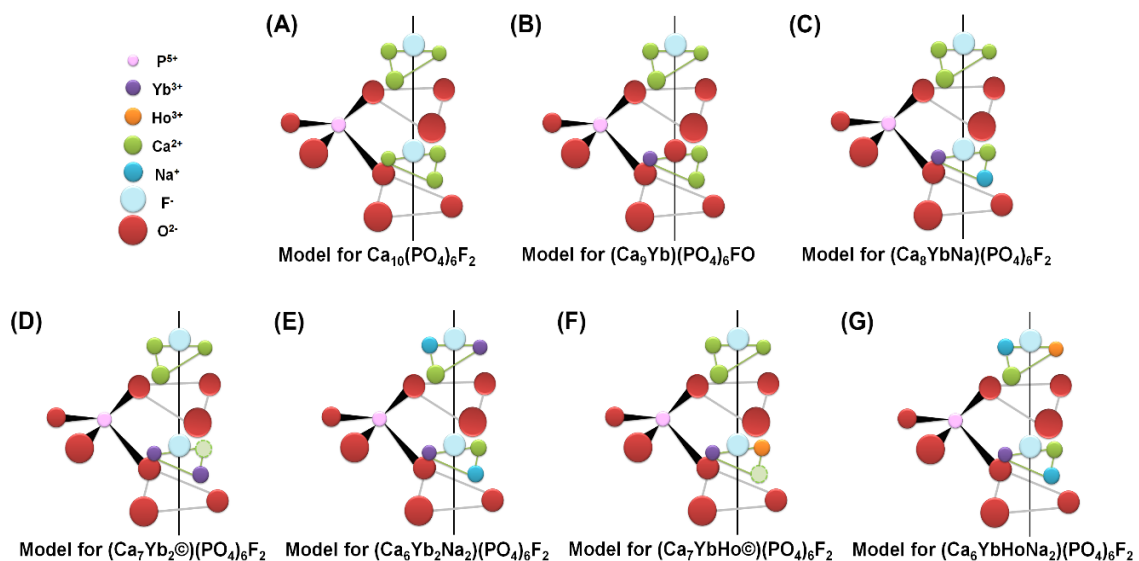 (A)
(B)
(C)
P⁵⁺
Yb³⁺
Ho³⁺
Ca²⁺
Na⁺
F⁻
O²⁻
Model for Ca₁₀(PO₄)₆F₂
Model for (Ca₉Yb)(PO₄)₆FO
Model for (Ca₈YbNa)(PO₄)₆F₂
(D)
(E)
(F)
(G)
Model for (Ca₇Yb₂©)(PO₄)₆F₂
Model for (Ca₆Yb₂Na₂)(PO₄)₆F₂
Model for (Ca₇YbHo©)(PO₄)₆F₂
Model for (Ca₆YbHoNa₂)(PO₄)₆F₂